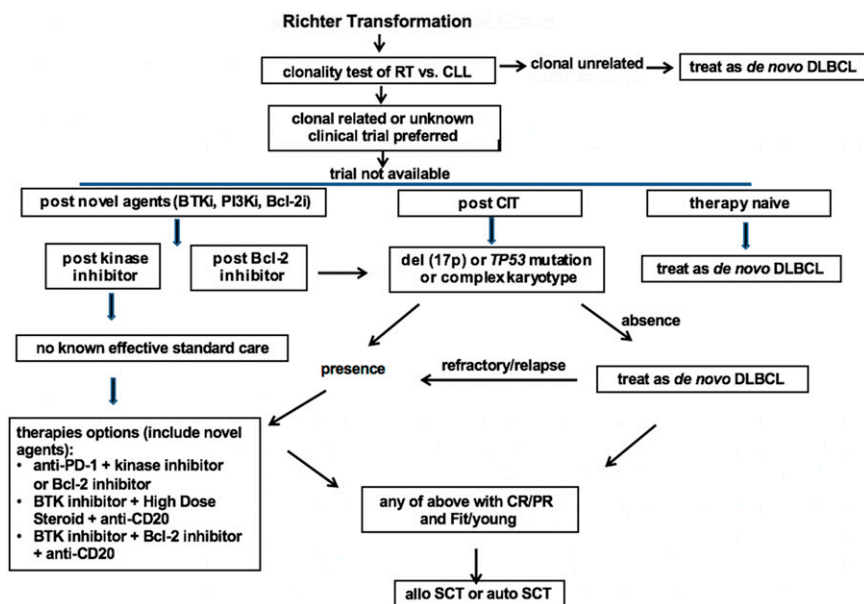 Richter Transformation
clonality test of RT vs. CLL
clonal unrelated
treat as de novo DLBCL
clonal related or unknown
clinical trial preferred
trial not available
post novel agents (BTKi, PI3Ki, Bcl-2i)
post CIT
therapy naive
post kinase
inhibitor
post Bcl-2
inhibitor
del (17p) or TP53 mutation
or complex karyotype
treat as de novo DLBCL
absence
no known effective standard care
presence
refractory/relapse
treat as de novo DLBCL
therapies options (include novel
agents):
• anti-PD-1 + kinase inhibitor
or Bcl-2 inhibitor
• BTK inhibitor + High Dose
Steroid + anti-CD20
• BTK inhibitor + Bcl-2 inhibitor
+ anti-CD20
any of above with CR/PR
and Fit/young
allo SCT or auto SCT